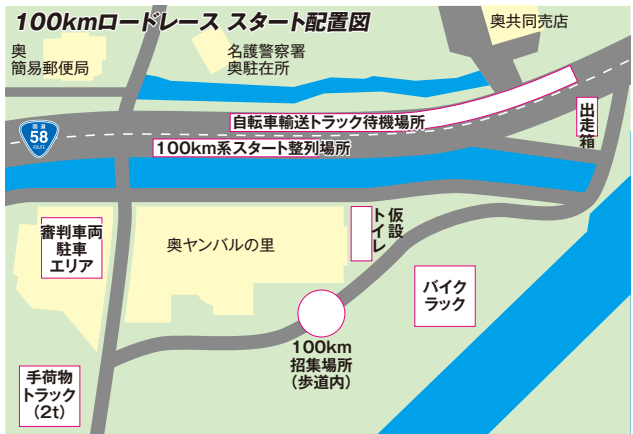 100kmロードレース スタート配置図
奥
簡易郵便局
名護警察署
奥駐在所
奥共同売店
国道
58
ROUTE
自転車輸送トラック待機場所
100km系スタート整列場所
出走箱
審判車両
駐車
エリア
奥ヤンバルの里
仮設
トイレ
バイク
ラック
100km
招集場所
(歩道内)
手荷物
トラック
(2t)